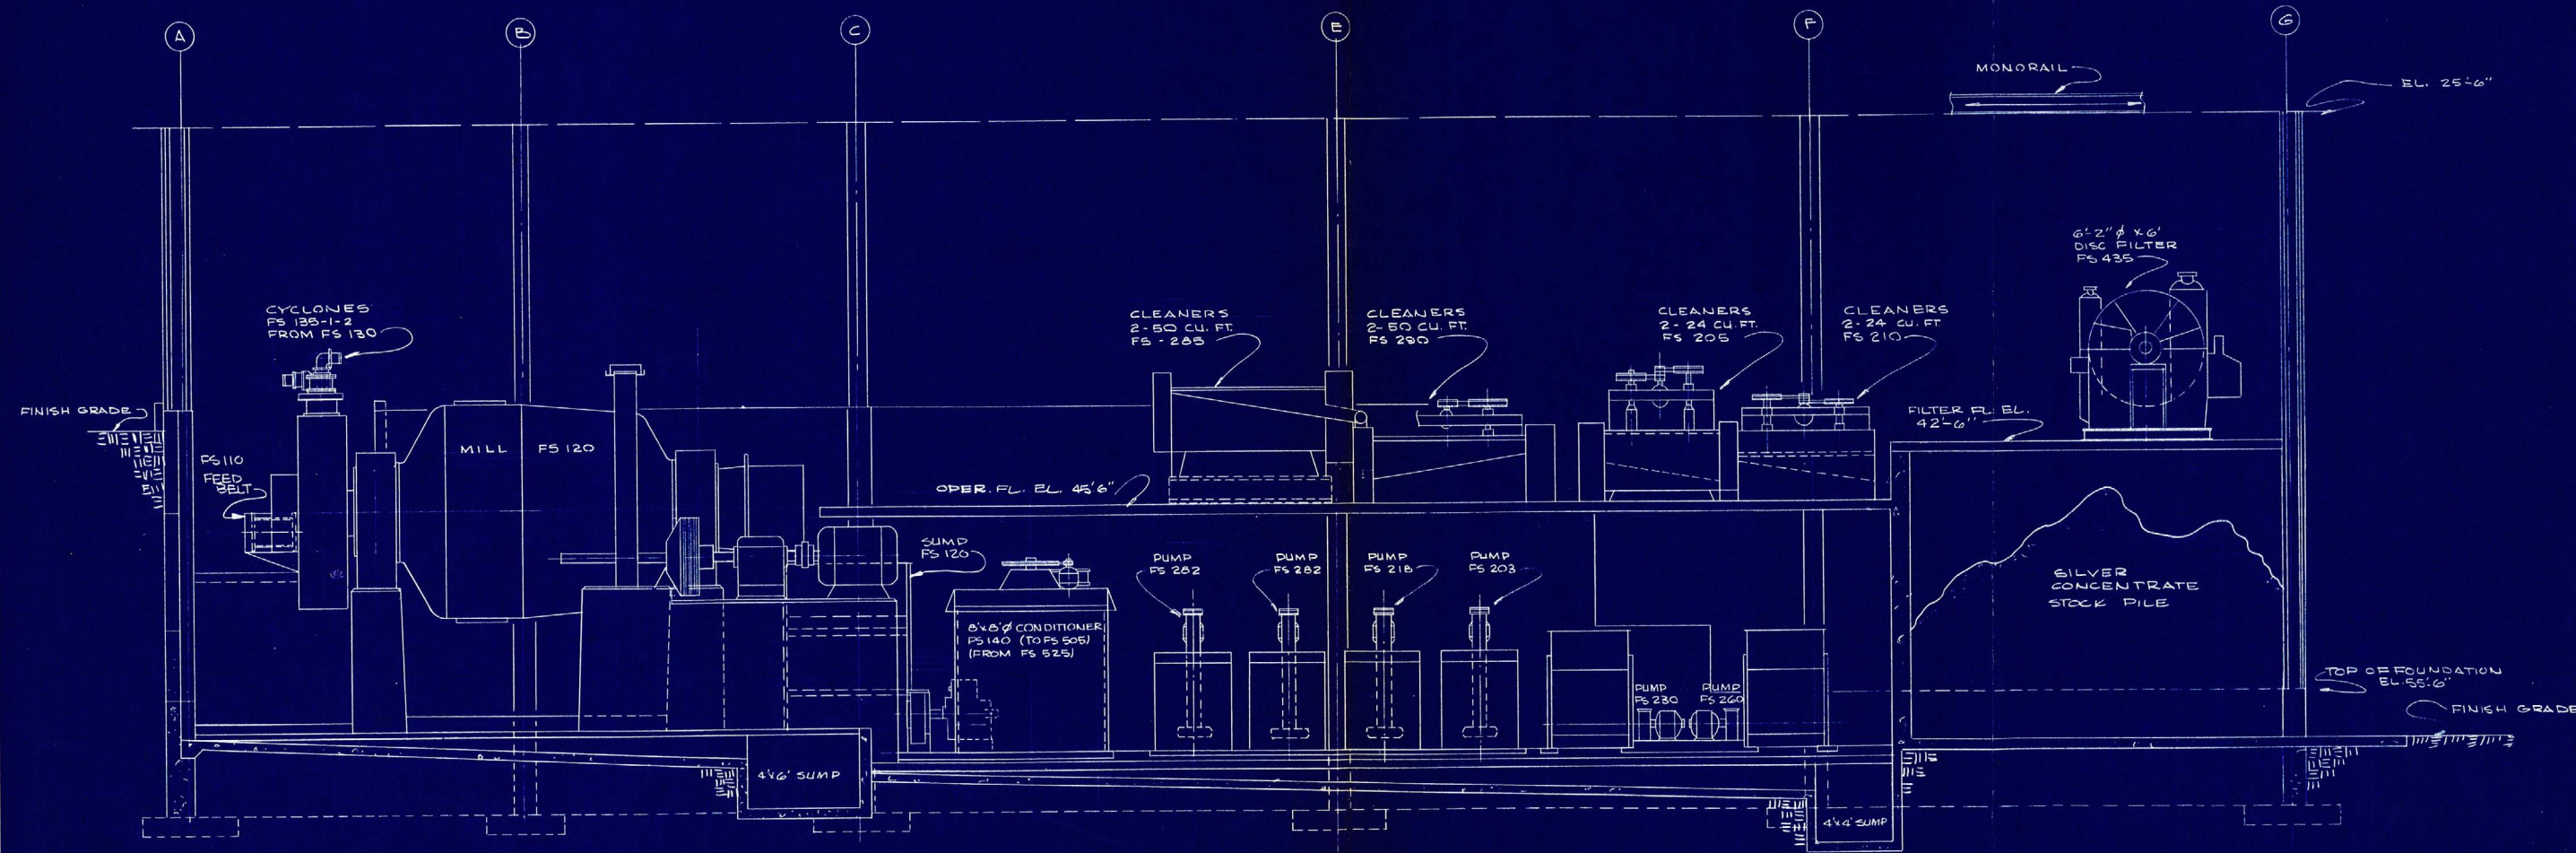 A
B
C
E
F
G
MONORAIL
EL. 25'-6"
6'-2" ϕ x 6'
DISC FILTER
FS 435
CYCLONES
FS 135-1-2
FROM FS 130
CLEANERS
2-50 CU. FT.
FS - 285
CLEANERS
2-50 CU. FT.
FS 290
CLEANERS
2-24 CU. FT.
FS 205
CLEANERS
2-24 CU. FT.
FS 210
FINISH GRADE
FILTER FL. EL.
42'-6"
MILL FS 120
FS 110
FEED
BELT
OPER. FL. EL. 45'6"
SUMP
FS 120
PUMP
FS 282
PUMP
FS 282
PUMP
FS 218
PUMP
FS 203
SILVER
CONCENTRATE
STOCK PILE
8'x8' ϕ CONDITIONER
FS 140 (TO FS 505)
(FROM FS 525)
PUMP
FS 230
PUMP
FS 260
TOP OF FOUNDATION
EL. 55'-6"
FINISH GRADE
4'x6' SUMP
4'x4' SUMP